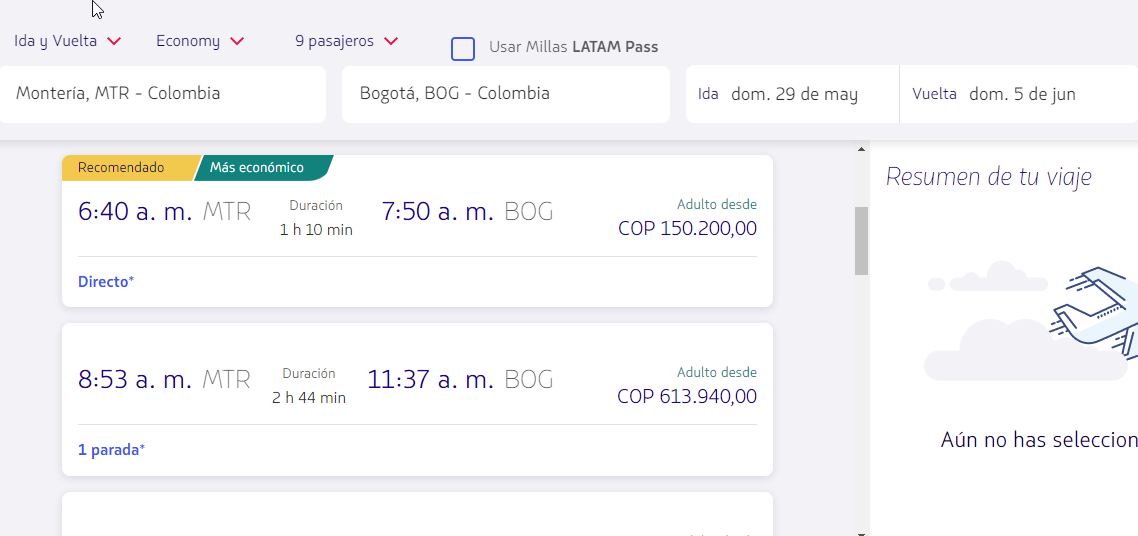 Ida y Vuelta Economy 9 pasajeros Usar Millas LATAM Pass
Montería, MTR - Colombia Bogotá, BOG - Colombia Ida dom. 29 de may Vuelta dom. 5 de jun
Recomendado Más económico
6:40 a. m. MTR Duración 1 h 10 min 7:50 a. m. BOG Adulto desde COP 150.200,00
Directo*
8:53 a. m. MTR Duración 2 h 44 min 11:37 a. m. BOG Adulto desde COP 613.940,00
1 parada*
Resumen de tu viaje
Aún no has seleccion